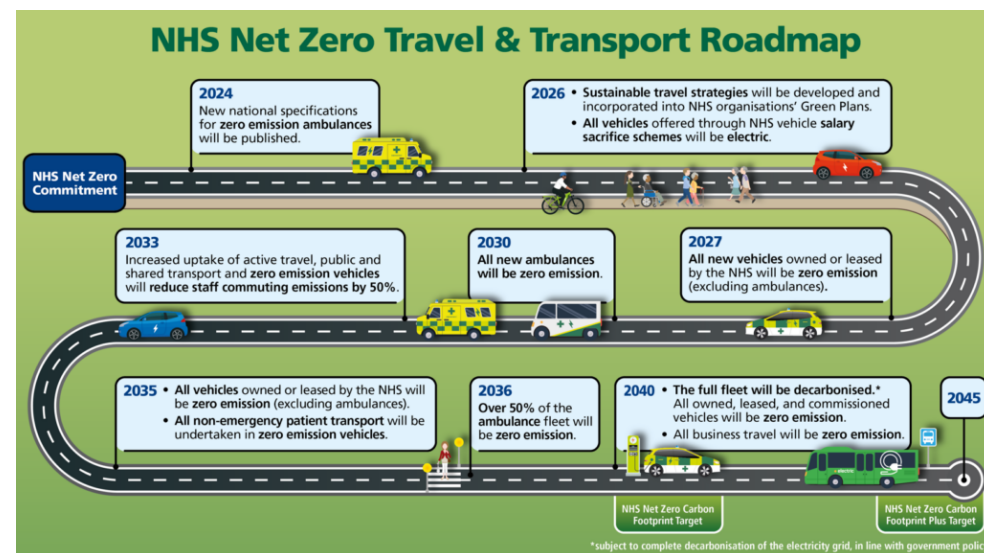 NHS Net Zero Travel & Transport Roadmap
NHS Net Zero
Commitment
2024
New national specifications
for zero emission ambulances
will be published.
2026 • Sustainable travel strategies will be developed and
incorporated into NHS organisations' Green Plans.
• All vehicles offered through NHS vehicle salary
sacrifice schemes will be electric.
2033
Increased uptake of active travel, public and
shared transport and zero emission vehicles
will reduce staff commuting emissions by 50%.
2030
All new
ambulances
will be zero emission.
2027
All new vehicles owned or leased
by the NHS will be zero emission
(excluding ambulances).
2035 • All vehicles owned or leased by the NHS will
be zero emission (excluding ambulances).
• All non-emergency patient transport will be
undertaken in zero emission vehicles.
2036
Over 50% of the
ambulance fleet will
be zero emission.
2040 • The full fleet will be decarbonised.*
All owned, leased, and commissioned
vehicles will be zero emission.
• All business travel will be zero emission.
2045
NHS Net Zero Carbon
Footprint Target
NHS Net Zero Carbon
Footprint Plus Target
*subject to complete decarbonisation of the electricity grid, in line with government polic